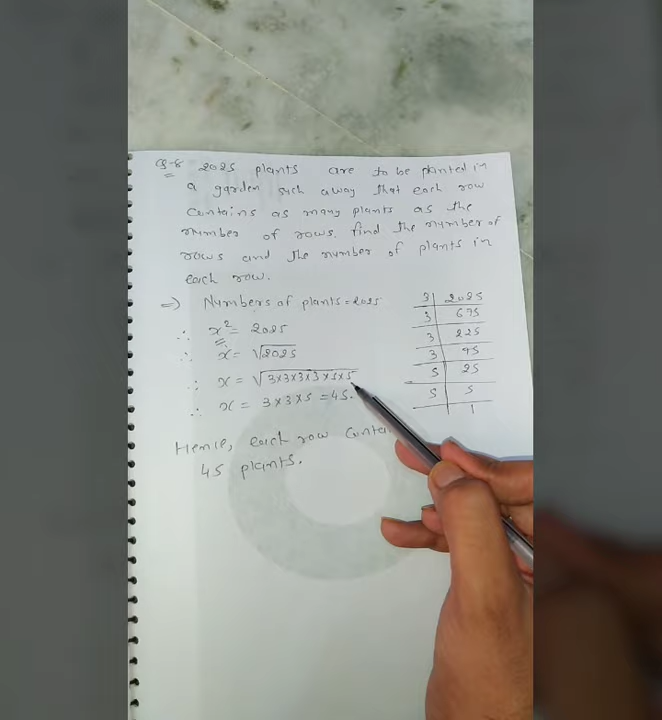 Q-8 2025 plants are to be planted in
a garden such away that each row
contains as many plants as the
number of rows. find the number of
rows and the number of plants in
each row.
=> Numbers of plants = 2025
∴ x² = 2025
∴ x = √2025
∴ x = √3×3×3×3×5×5
∴ x = 3×3×5 = 45.
Hence, each row conta
45 plants.
3 | 2025
3 | 675
3 | 225
3 | 75
5 | 25
5 | 5
| 1